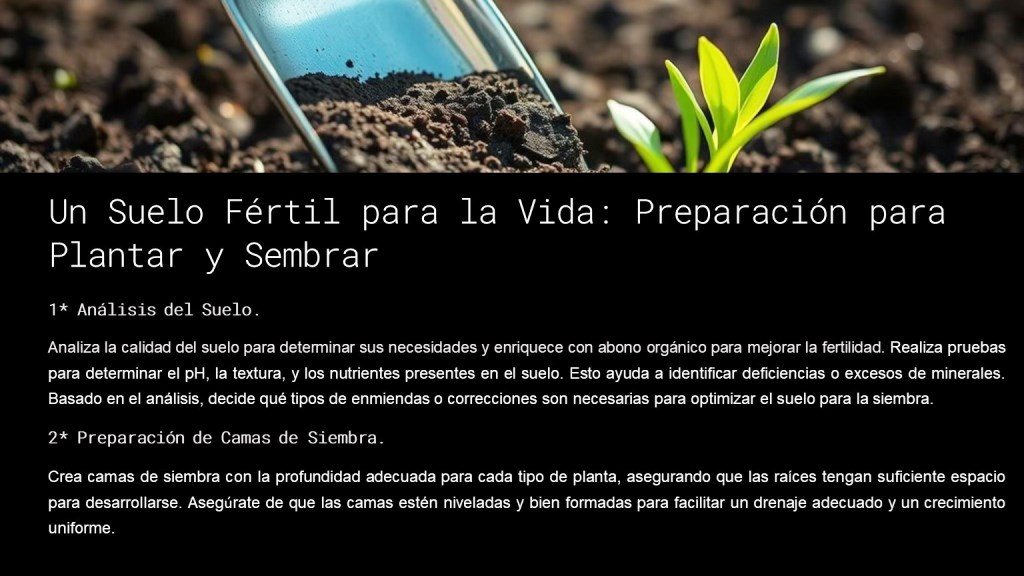 Un Suelo Fértil para la Vida: Preparación para
Plantar y Sembrar
1* Análisis del Suelo.
Analiza la calidad del suelo para determinar sus necesidades y enriquece con abono orgánico para mejorar la fertilidad. Realiza pruebas
para determinar el pH, la textura, y los nutrientes presentes en el suelo. Esto ayuda a identificar deficiencias o excesos de minerales.
Basado en el análisis, decide qué tipos de enmiendas o correcciones son necesarias para optimizar el suelo para la siembra.
2* Preparación de Camas de Siembra.
Crea camas de siembra con la profundidad adecuada para cada tipo de planta, asegurando que las raíces tengan suficiente espacio
para desarrollarse. Asegúrate de que las camas estén niveladas y bien formadas para facilitar un drenaje adecuado y un crecimiento
uniforme.